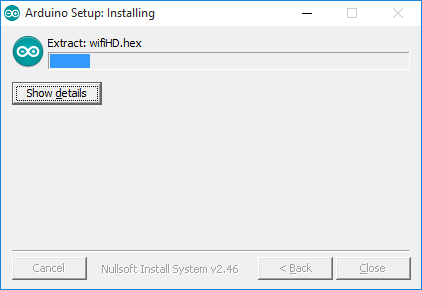 Arduino Setup: Installing
Extract: wifiHD.hex
Show details
Cancel
Nullsoft Install System v2.46
< Back
Close